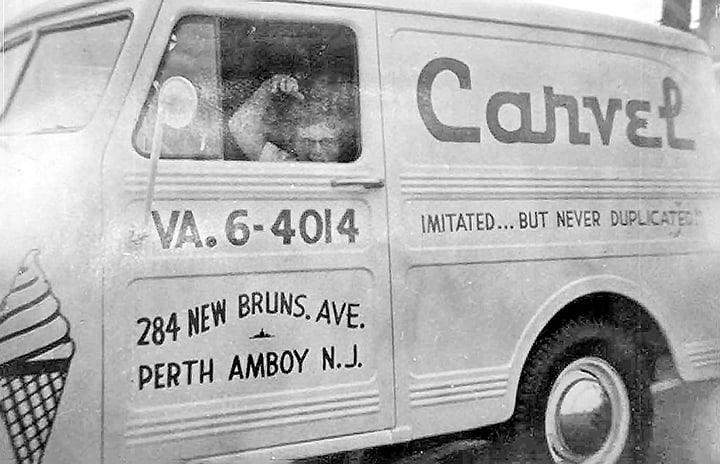 Carvel
IMITATED... BUT NEVER DUPLICATED!
VA. 6-4014
284 NEW BRUNS. AVE.
PERTH AMBOY N.J.